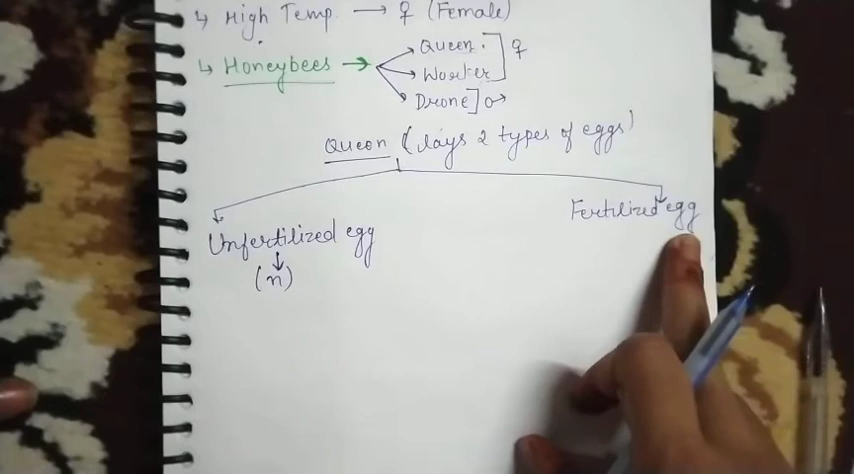 ↳ High Temp. → ♀ (Female)
↳ Honeybees → Queen. ] ♀
Worker
Drone ] ♂
Queen (lays 2 types of eggs)
Unfertilized egg
Fertilized egg
↓
(n)